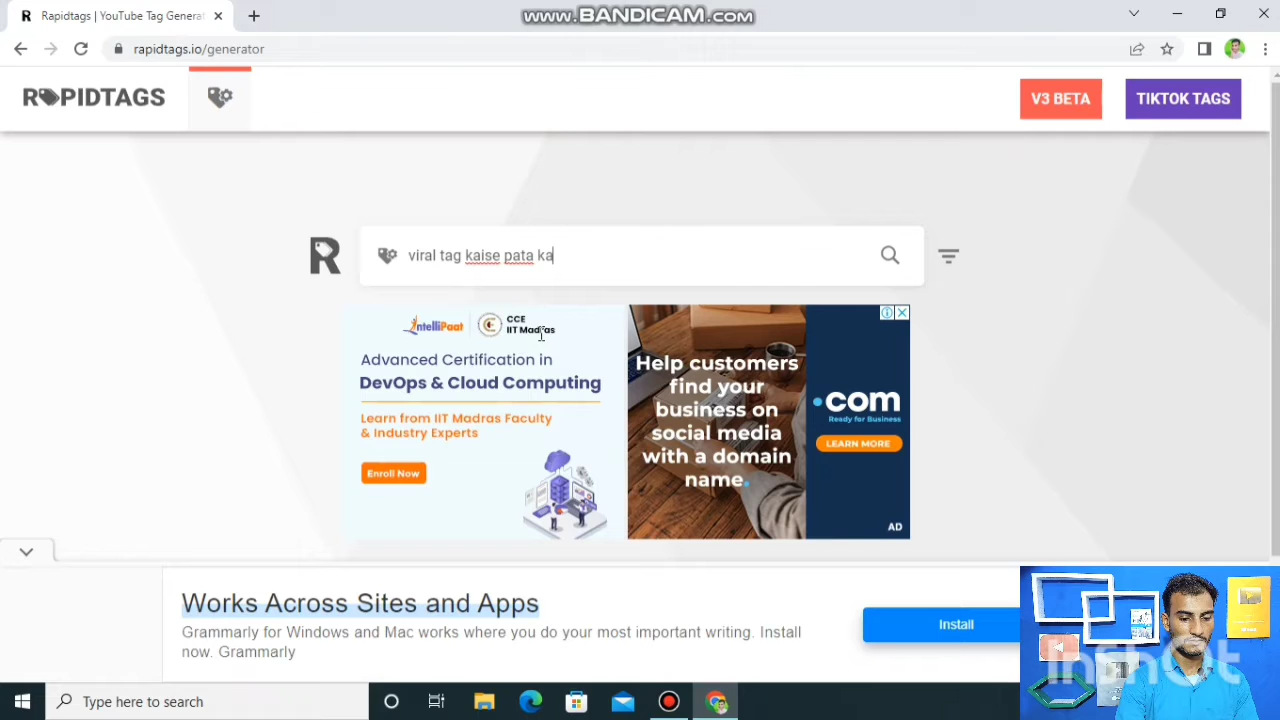 Rapidtags | YouTube Tag Generat
WWW.BANDICAM.COM
rapidtags.io/generator
RAPIDTAGS
V3 BETA
TIKTOK TAGS
R
viral tag kaise pata ka
intelliPaat
CCE
IIT Madras
Advanced Certification in
DevOps & Cloud Computing
Learn from IIT Madras Faculty
& Industry Experts
Enroll Now
Help customers
find your
business on
social media
with a domain
name.
.com
Ready for Business
LEARN MORE
AD
Works Across Sites and Apps
Grammarly for Windows and Mac works where you do your most important writing. Install
now. Grammarly
Install
InShot
Type here to search